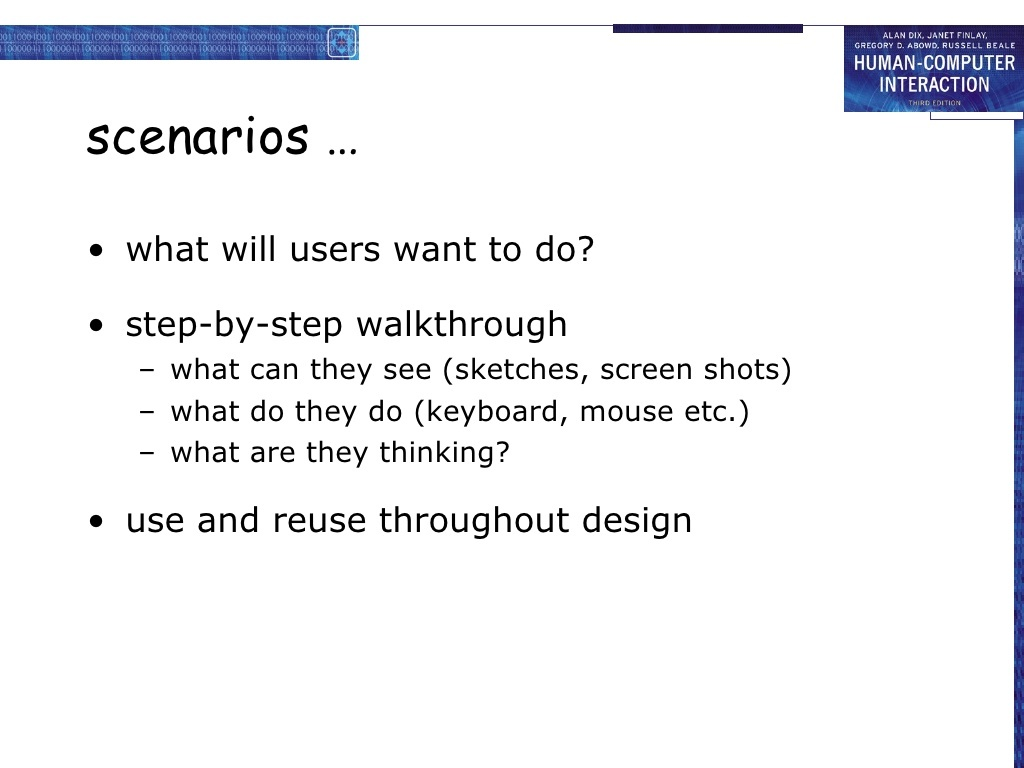 ALAN DIX, JANET FINLAY,
GREGORY D. ABOWD, RUSSELL BEALE
HUMAN-COMPUTER
INTERACTION
THIRD EDITION
scenarios …
• what will users want to do?
• step-by-step walkthrough
– what can they see (sketches, screen shots)
– what do they do (keyboard, mouse etc.)
– what are they thinking?
• use and reuse throughout design